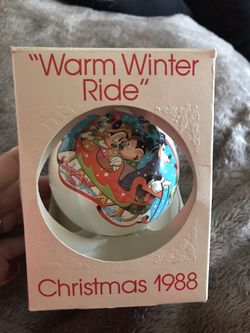 "Warm Winter
Ride"
Christmas 1988